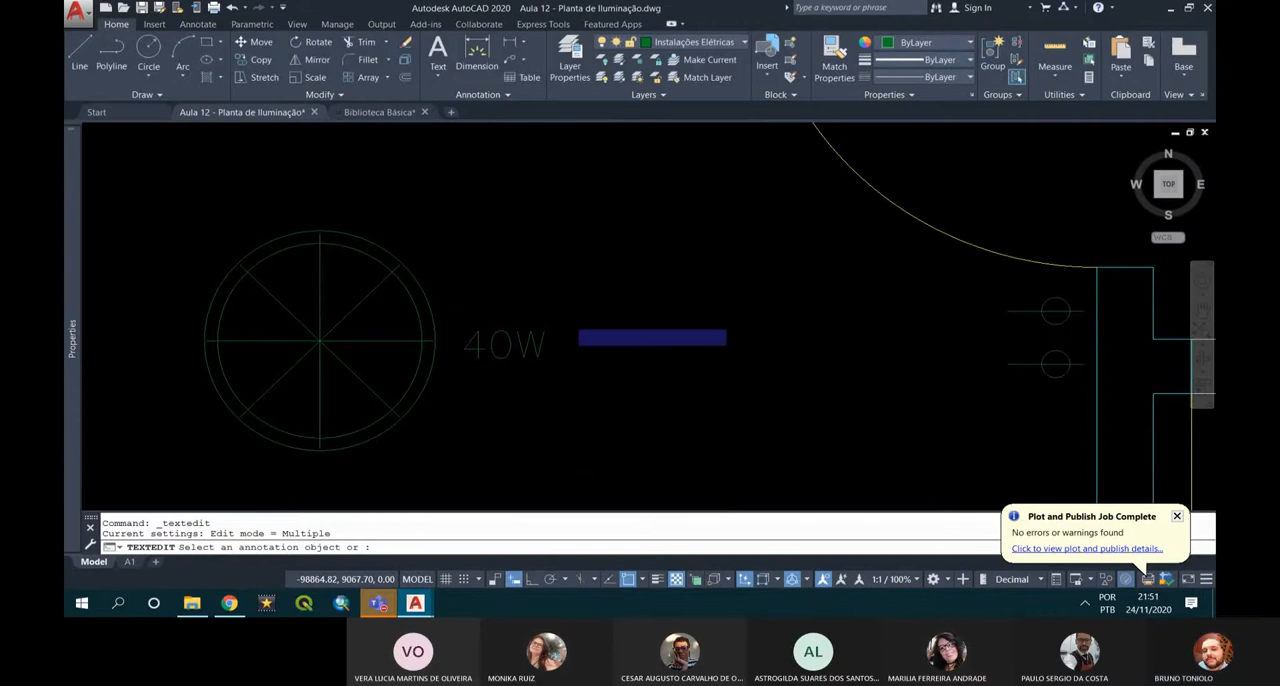 Autodesk AutoCAD 2020 Aula 12 - Planta de Iluminação.dwg
Type a keyword or phrase
Sign In
Home Insert Annotate Parametric View Manage Output Add-ins Collaborate Express Tools Featured Apps
Line Polyline Circle Arc
Move Rotate Trim
Copy Mirror Fillet
Stretch Scale Array
Text Dimension Table
Layer Properties
Instalações Elétricas
Make Current
Match Layer
Insert
Match Properties
ByLayer
ByLayer
ByLayer
Group
Measure
Paste
Base
Draw Modify Annotation Layers Block Properties Groups Utilities Clipboard View
Start Aula 12 - Planta de Iluminação* Biblioteca Básica*
Properties
N
W TOP E
S
WCS
40W
Command: _textedit
Current settings: Edit mode = Multiple
TEXTEDIT Select an annotation object or :
Plot and Publish Job Complete
No errors or warnings found
Click to view plot and publish details...
Model A1
-98864.82, 9067.70, 0.00 MODEL 1:1 / 100% Decimal
POR
PTB
21:51
24/11/2020
VO
AL
VERA LUCIA MARTINS DE OLIVEIRA
MONIKA RUIZ
CESAR AUGUSTO CARVALHO DE O...
ASTROGILDA SUARES DOS SANTOS...
MARILIA FERREIRA ANDRADE
PAULO SERGIO DA COSTA
BRUNO TONIOLO